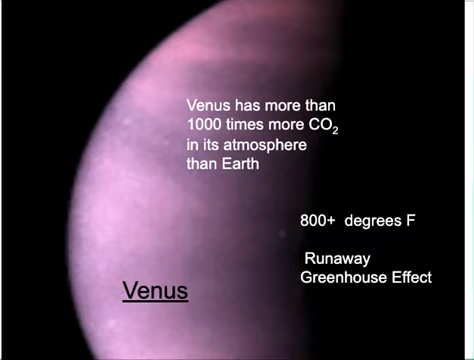 Venus has more than
1000 times more CO₂
in its atmosphere
than Earth
800+ degrees F
Runaway
Greenhouse Effect
Venus